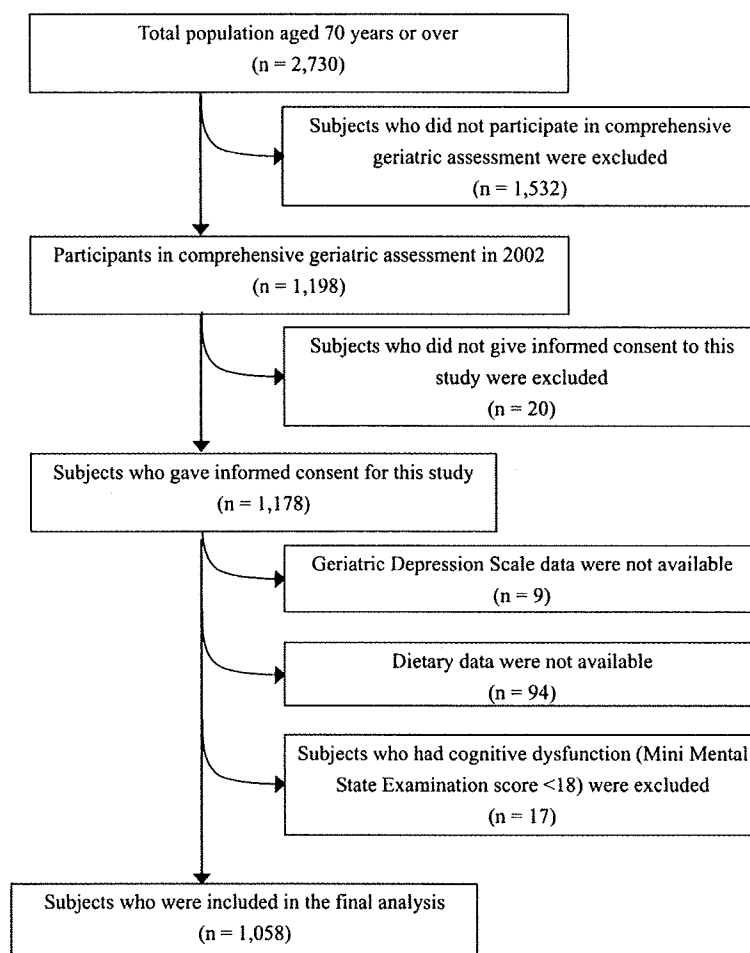 Total population aged 70 years or over
(n = 2,730)
Subjects who did not participate in comprehensive
geriatric assessment were excluded
(n = 1,532)
Participants in comprehensive geriatric assessment in 2002
(n = 1,198)
Subjects who did not give informed consent to this
study were excluded
(n = 20)
Subjects who gave informed consent for this study
(n = 1,178)
Geriatric Depression Scale data were not available
(n = 9)
Dietary data were not available
(n = 94)
Subjects who had cognitive dysfunction (Mini Mental
State Examination score <18) were excluded
(n = 17)
Subjects who were included in the final analysis
(n = 1,058)